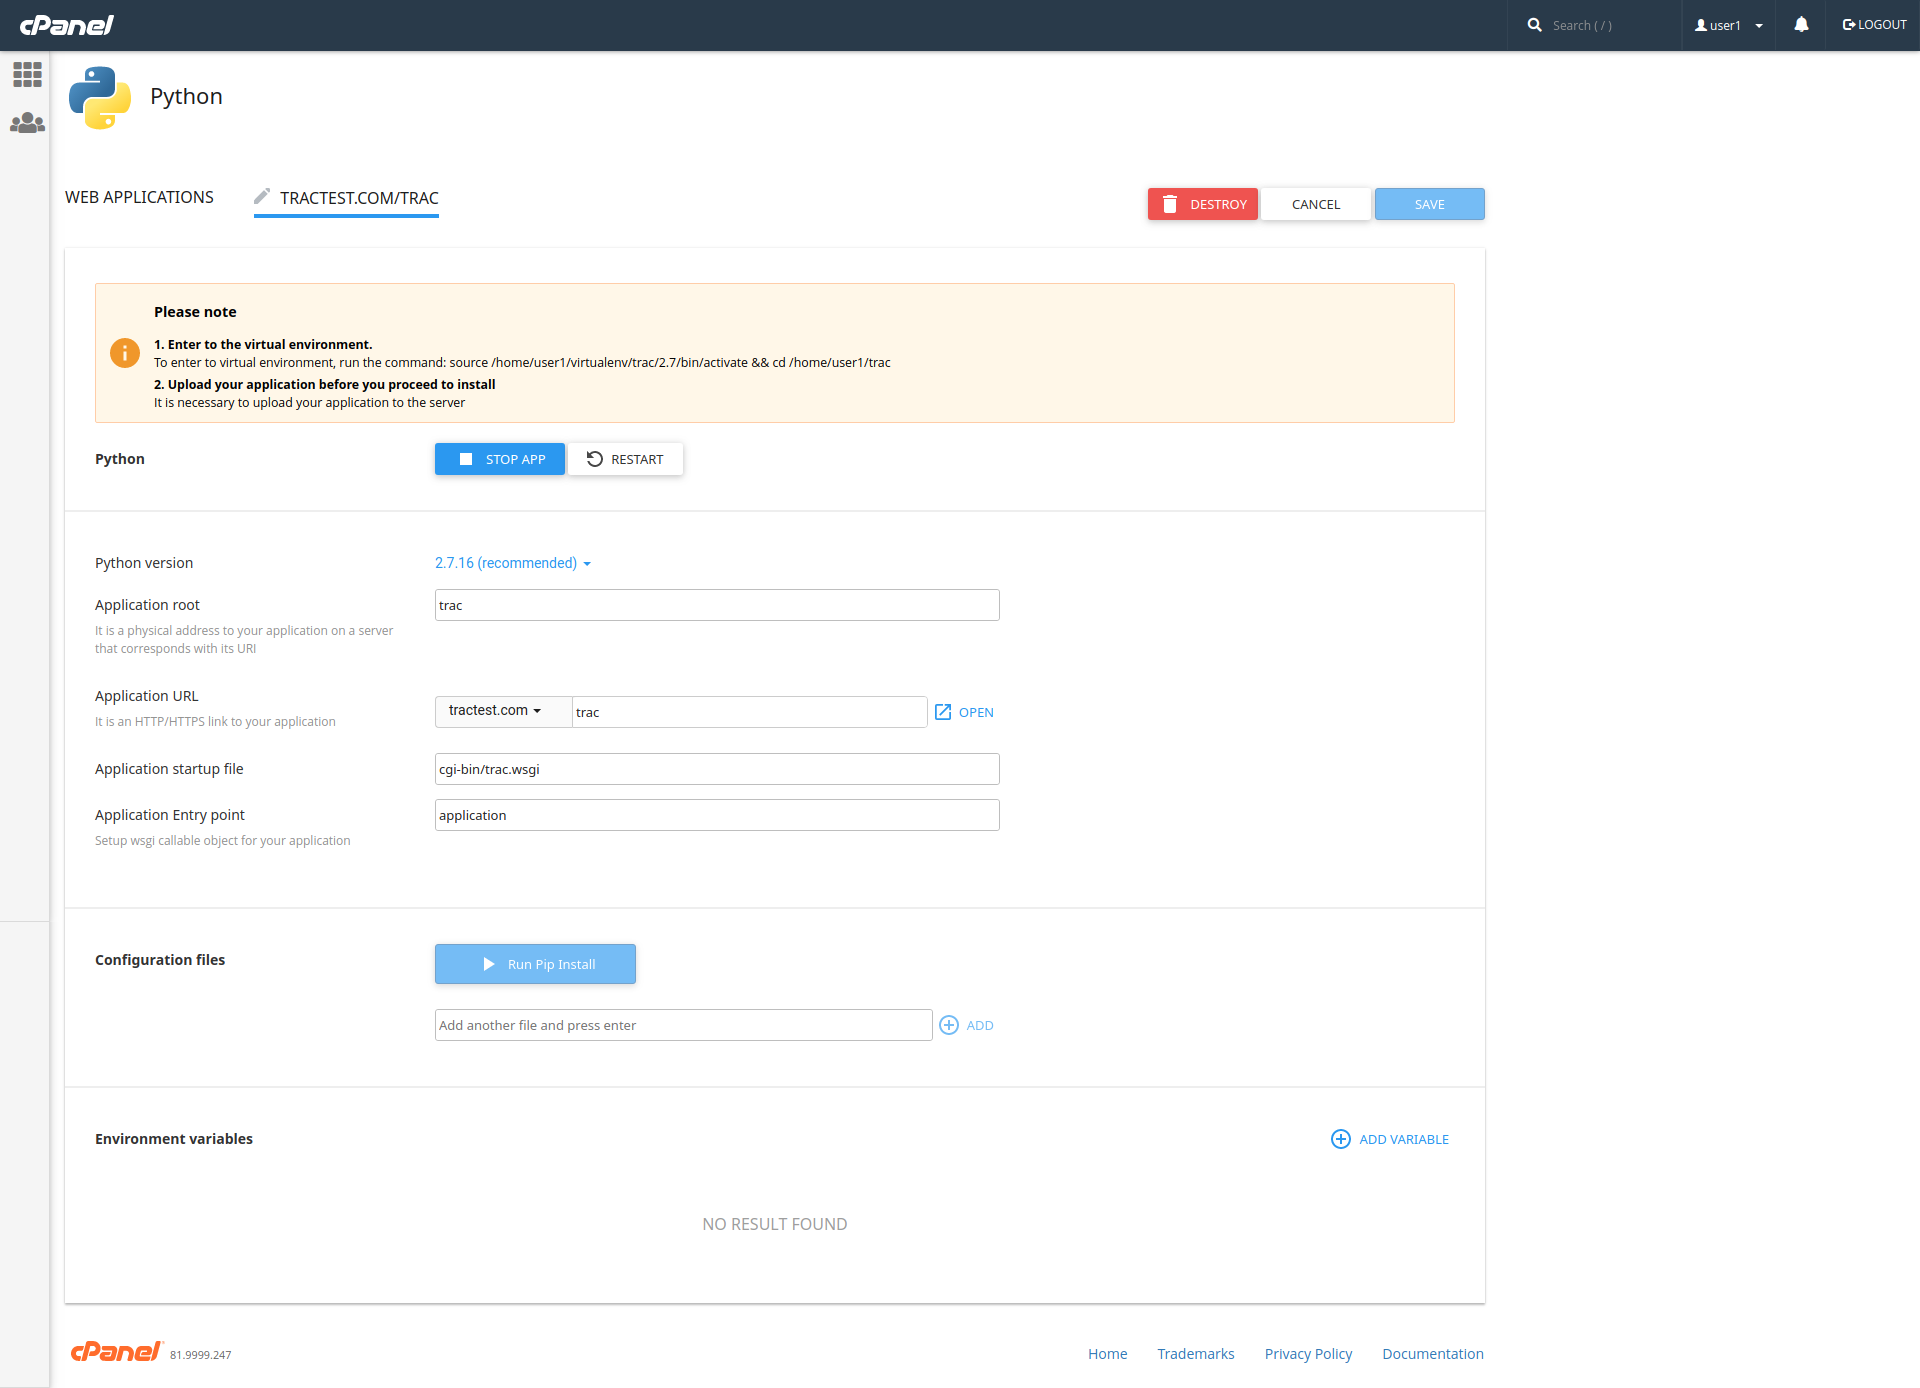 cPanel
Search ( / )
user1
LOGOUT
Python
WEB APPLICATIONS
TRACTEST.COM/TRAC
DESTROY
CANCEL
SAVE
Please note
1. Enter to the virtual environment.
To enter to virtual environment, run the command: source /home/user1/virtualenv/trac/2.7/bin/activate && cd /home/user1/trac
2. Upload your application before you proceed to install
It is necessary to upload your application to the server
Python
STOP APP
RESTART
Python version
2.7.16 (recommended)
Application root
trac
It is a physical address to your application on a server
that corresponds with its URI
Application URL
It is an HTTP/HTTPS link to your application
tractest.com
trac
OPEN
Application startup file
cgi-bin/trac.wsgi
Application Entry point
application
Setup wsgi callable object for your application
Configuration files
Run Pip Install
Add another file and press enter
ADD
Environment variables
ADD VARIABLE
NO RESULT FOUND
cPanel
81.9999.247
Home
Trademarks
Privacy Policy
Documentation